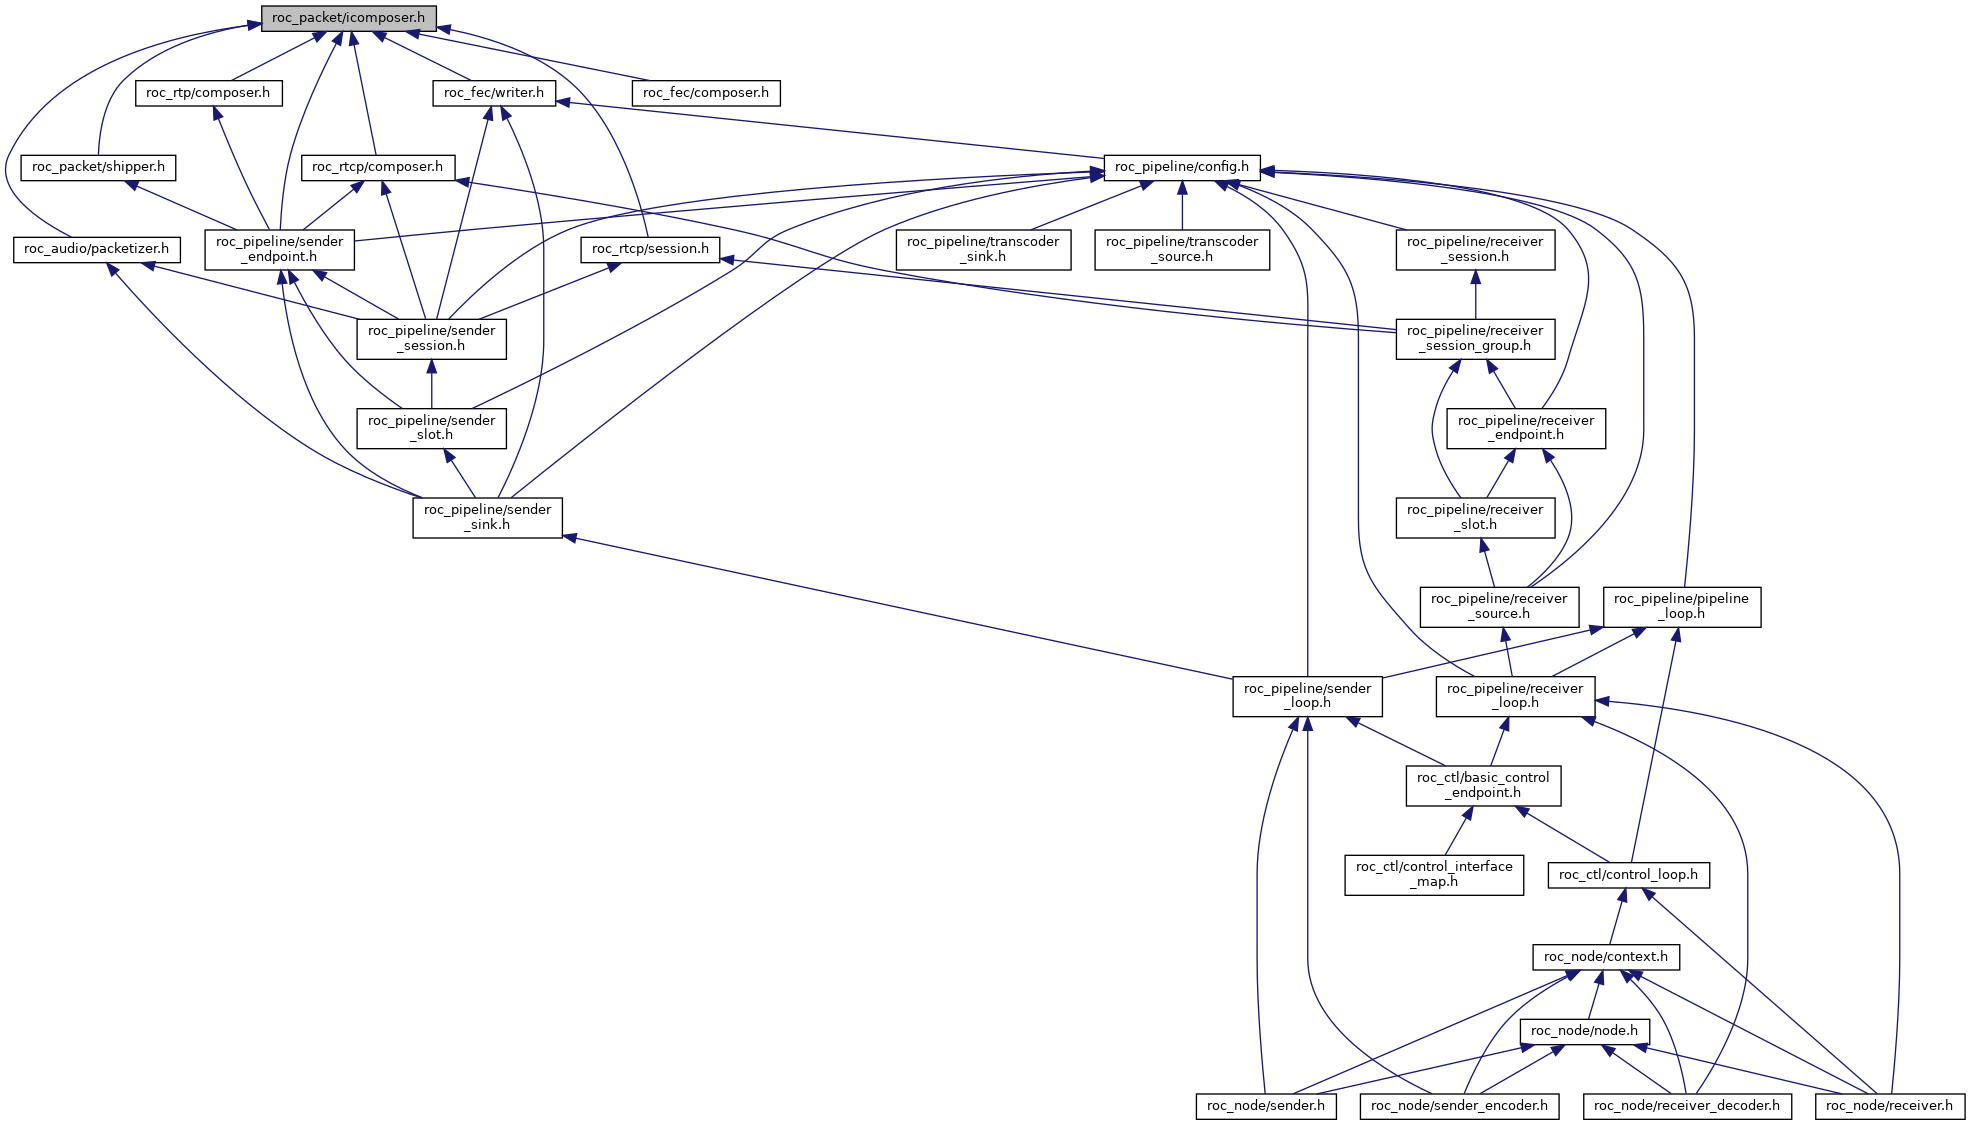 roc_packet/icomposer.h
roc_rtp/composer.h
roc_fec/writer.h
roc_fec/composer.h
roc_packet/shipper.h
roc_rtcp/composer.h
roc_pipeline/config.h
roc_audio/packetizer.h
roc_pipeline/sender
_endpoint.h
roc_rtcp/session.h
roc_pipeline/transcoder
_sink.h
roc_pipeline/transcoder
_source.h
roc_pipeline/receiver
_session.h
roc_pipeline/sender
_session.h
roc_pipeline/receiver
_session_group.h
roc_pipeline/sender
_slot.h
roc_pipeline/receiver
_endpoint.h
roc_pipeline/sender
_sink.h
roc_pipeline/receiver
_slot.h
roc_pipeline/receiver
_source.h
roc_pipeline/pipeline
_loop.h
roc_pipeline/sender
_loop.h
roc_pipeline/receiver
_loop.h
roc_ctl/basic_control
_endpoint.h
roc_ctl/control_interface
_map.h
roc_ctl/control_loop.h
roc_node/context.h
roc_node/node.h
roc_node/sender.h
roc_node/sender_encoder.h
roc_node/receiver_decoder.h
roc_node/receiver.h